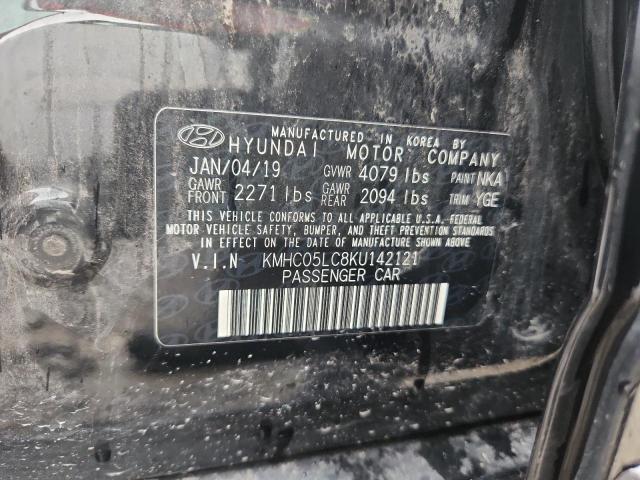 MANUFACTURED IN KOREA BY
HYUNDAI MOTOR COMPANY
JAN/04/19 GVWR 4079 lbs PAINT NKA
GAWR FRONT 2271 lbs GAWR REAR 2094 lbs TRIM YGE
THIS VEHICLE CONFORMS TO ALL APPLICABLE U.S.A. FEDERAL
MOTOR VEHICLE SAFETY, BUMPER, AND THEFT PREVENTION STANDARDS
IN EFFECT ON THE DATE OF MANUFACTURE SHOWN ABOVE.
V.I.N KMHC05LC8KU142121
PASSENGER CAR